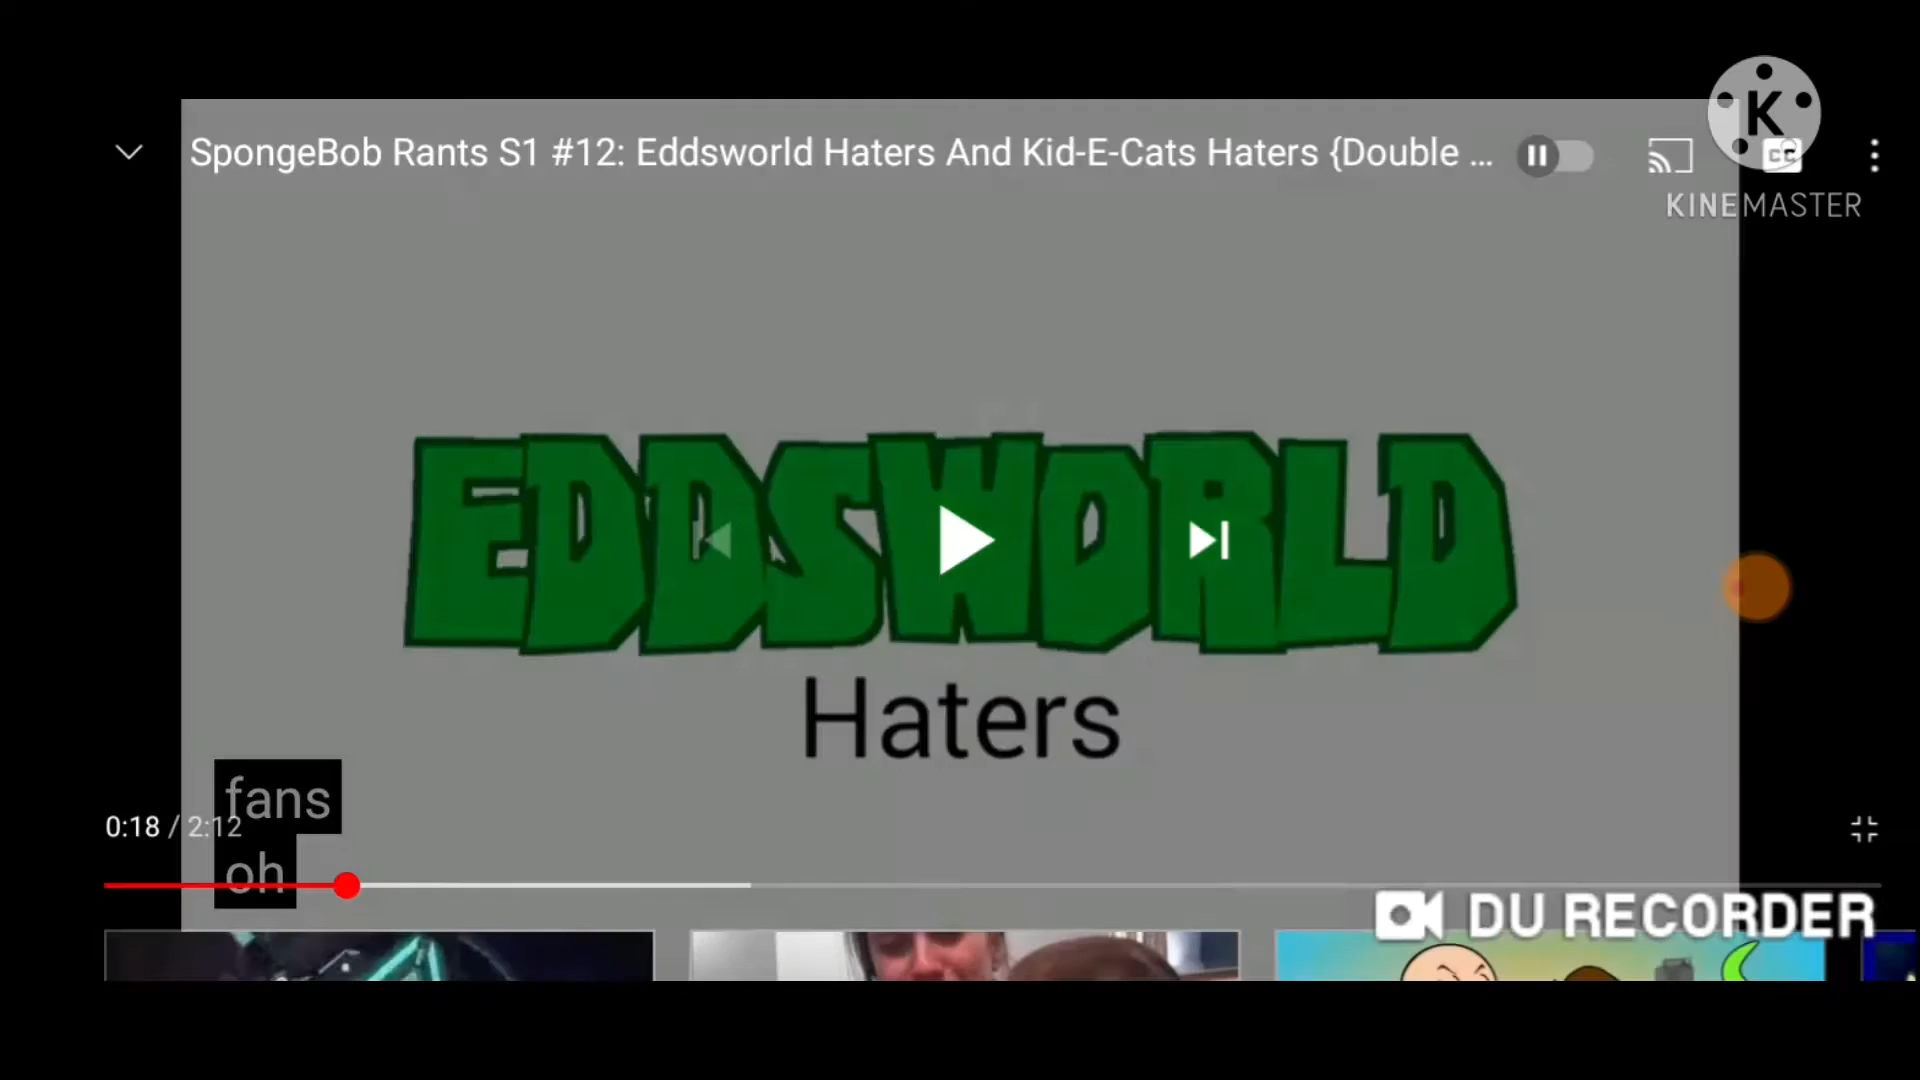 SpongeBob Rants S1 #12: Eddsworld Haters And Kid-E-Cats Haters {Double ...
K
CC
KINEMASTER
EDDSWORLD
Haters
fans
0:18 / 2:12
oh
DU RECORDER